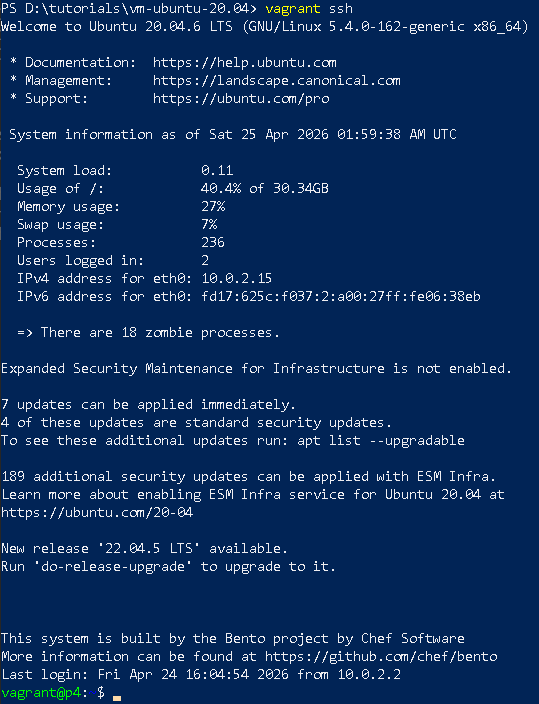 PS D:\tutorials\vm-ubuntu-20.04> vagrant ssh
Welcome to Ubuntu 20.04.6 LTS (GNU/Linux 5.4.0-162-generic x86_64)

 * Documentation:  https://help.ubuntu.com
 * Management:     https://landscape.canonical.com
 * Support:        https://ubuntu.com/pro

 System information as of Sat 25 Apr 2026 01:59:38 AM UTC

  System load:           0.11
  Usage of /:            40.4% of 30.34GB
  Memory usage:          27%
  Swap usage:            7%
  Processes:             236
  Users logged in:       2
  IPv4 address for eth0: 10.0.2.15
  IPv6 address for eth0: fd17:625c:f037:2:a00:27ff:fe06:38eb

  => There are 18 zombie processes.

Expanded Security Maintenance for Infrastructure is not enabled.

7 updates can be applied immediately.
4 of these updates are standard security updates.
To see these additional updates run: apt list --upgradable

189 additional security updates can be applied with ESM Infra.
Learn more about enabling ESM Infra service for Ubuntu 20.04 at
https://ubuntu.com/20-04

New release '22.04.5 LTS' available.
Run 'do-release-upgrade' to upgrade to it.

This system is built by the Bento project by Chef Software
More information can be found at https://github.com/chef/bento
Last login: Fri Apr 24 16:04:54 2026 from 10.0.2.2
vagrant@p4: $